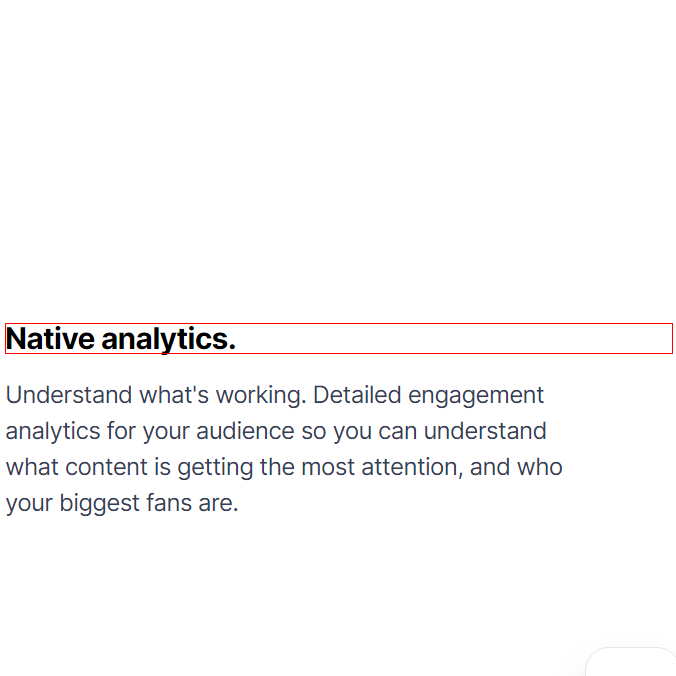 Native analytics.
Understand what's working. Detailed engagement
analytics for your audience so you can understand
what content is getting the most attention, and who
your biggest fans are.